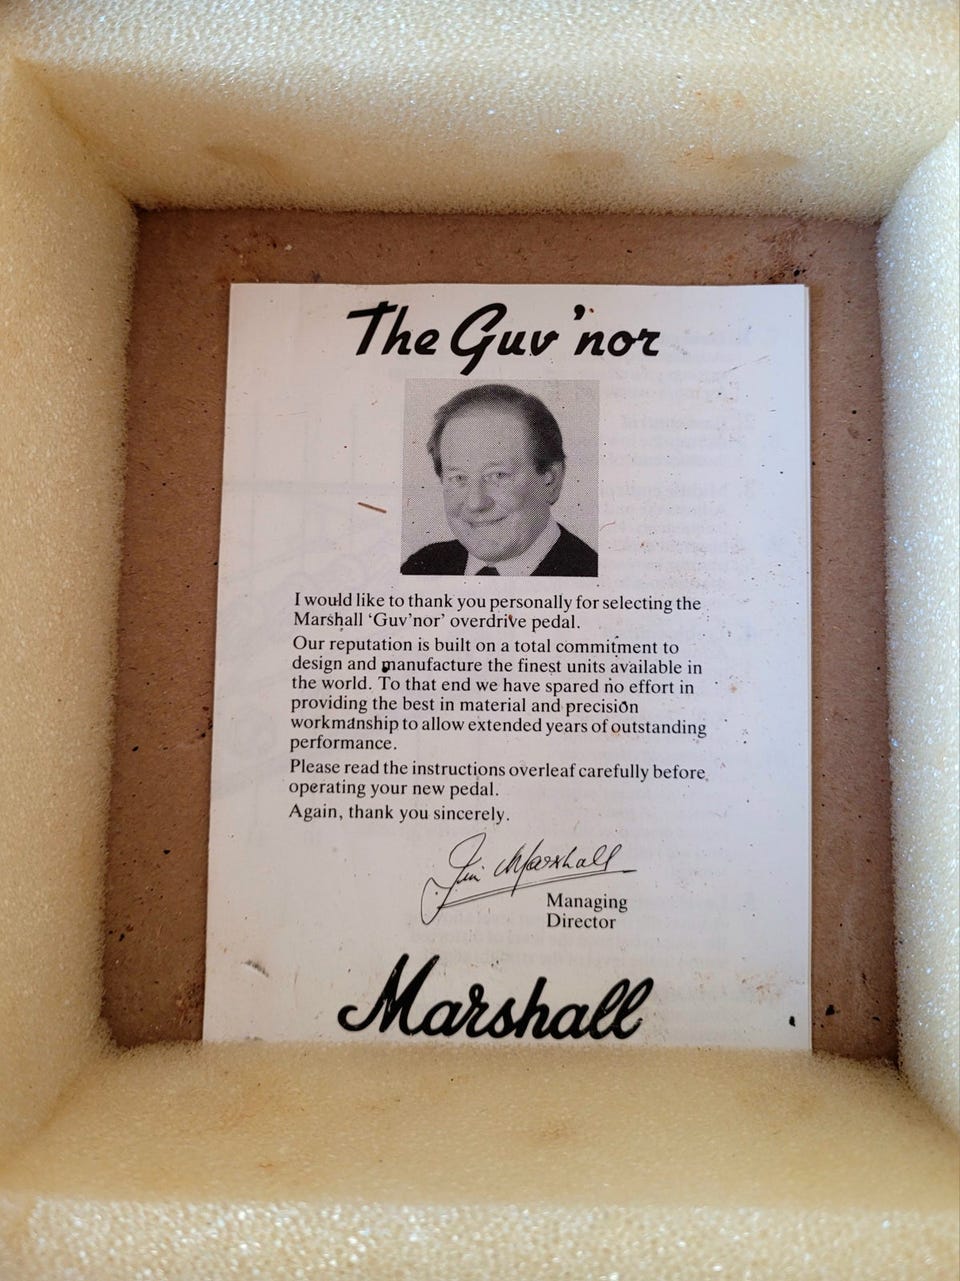 The Guv'nor
I would like to thank you personally for selecting the
Marshall ‘Guv’nor’ overdrive pedal.
Our reputation is built on a total commitment to
design and manufacture the finest units available in
the world. To that end we have spared no effort in
providing the best in material and precision
workmanship to allow extended years of outstanding
performance.
Please read the instructions overleaf carefully before
operating your new pedal.
Again, thank you sincerely.
Jim Marshall
Managing
Director
Marshall